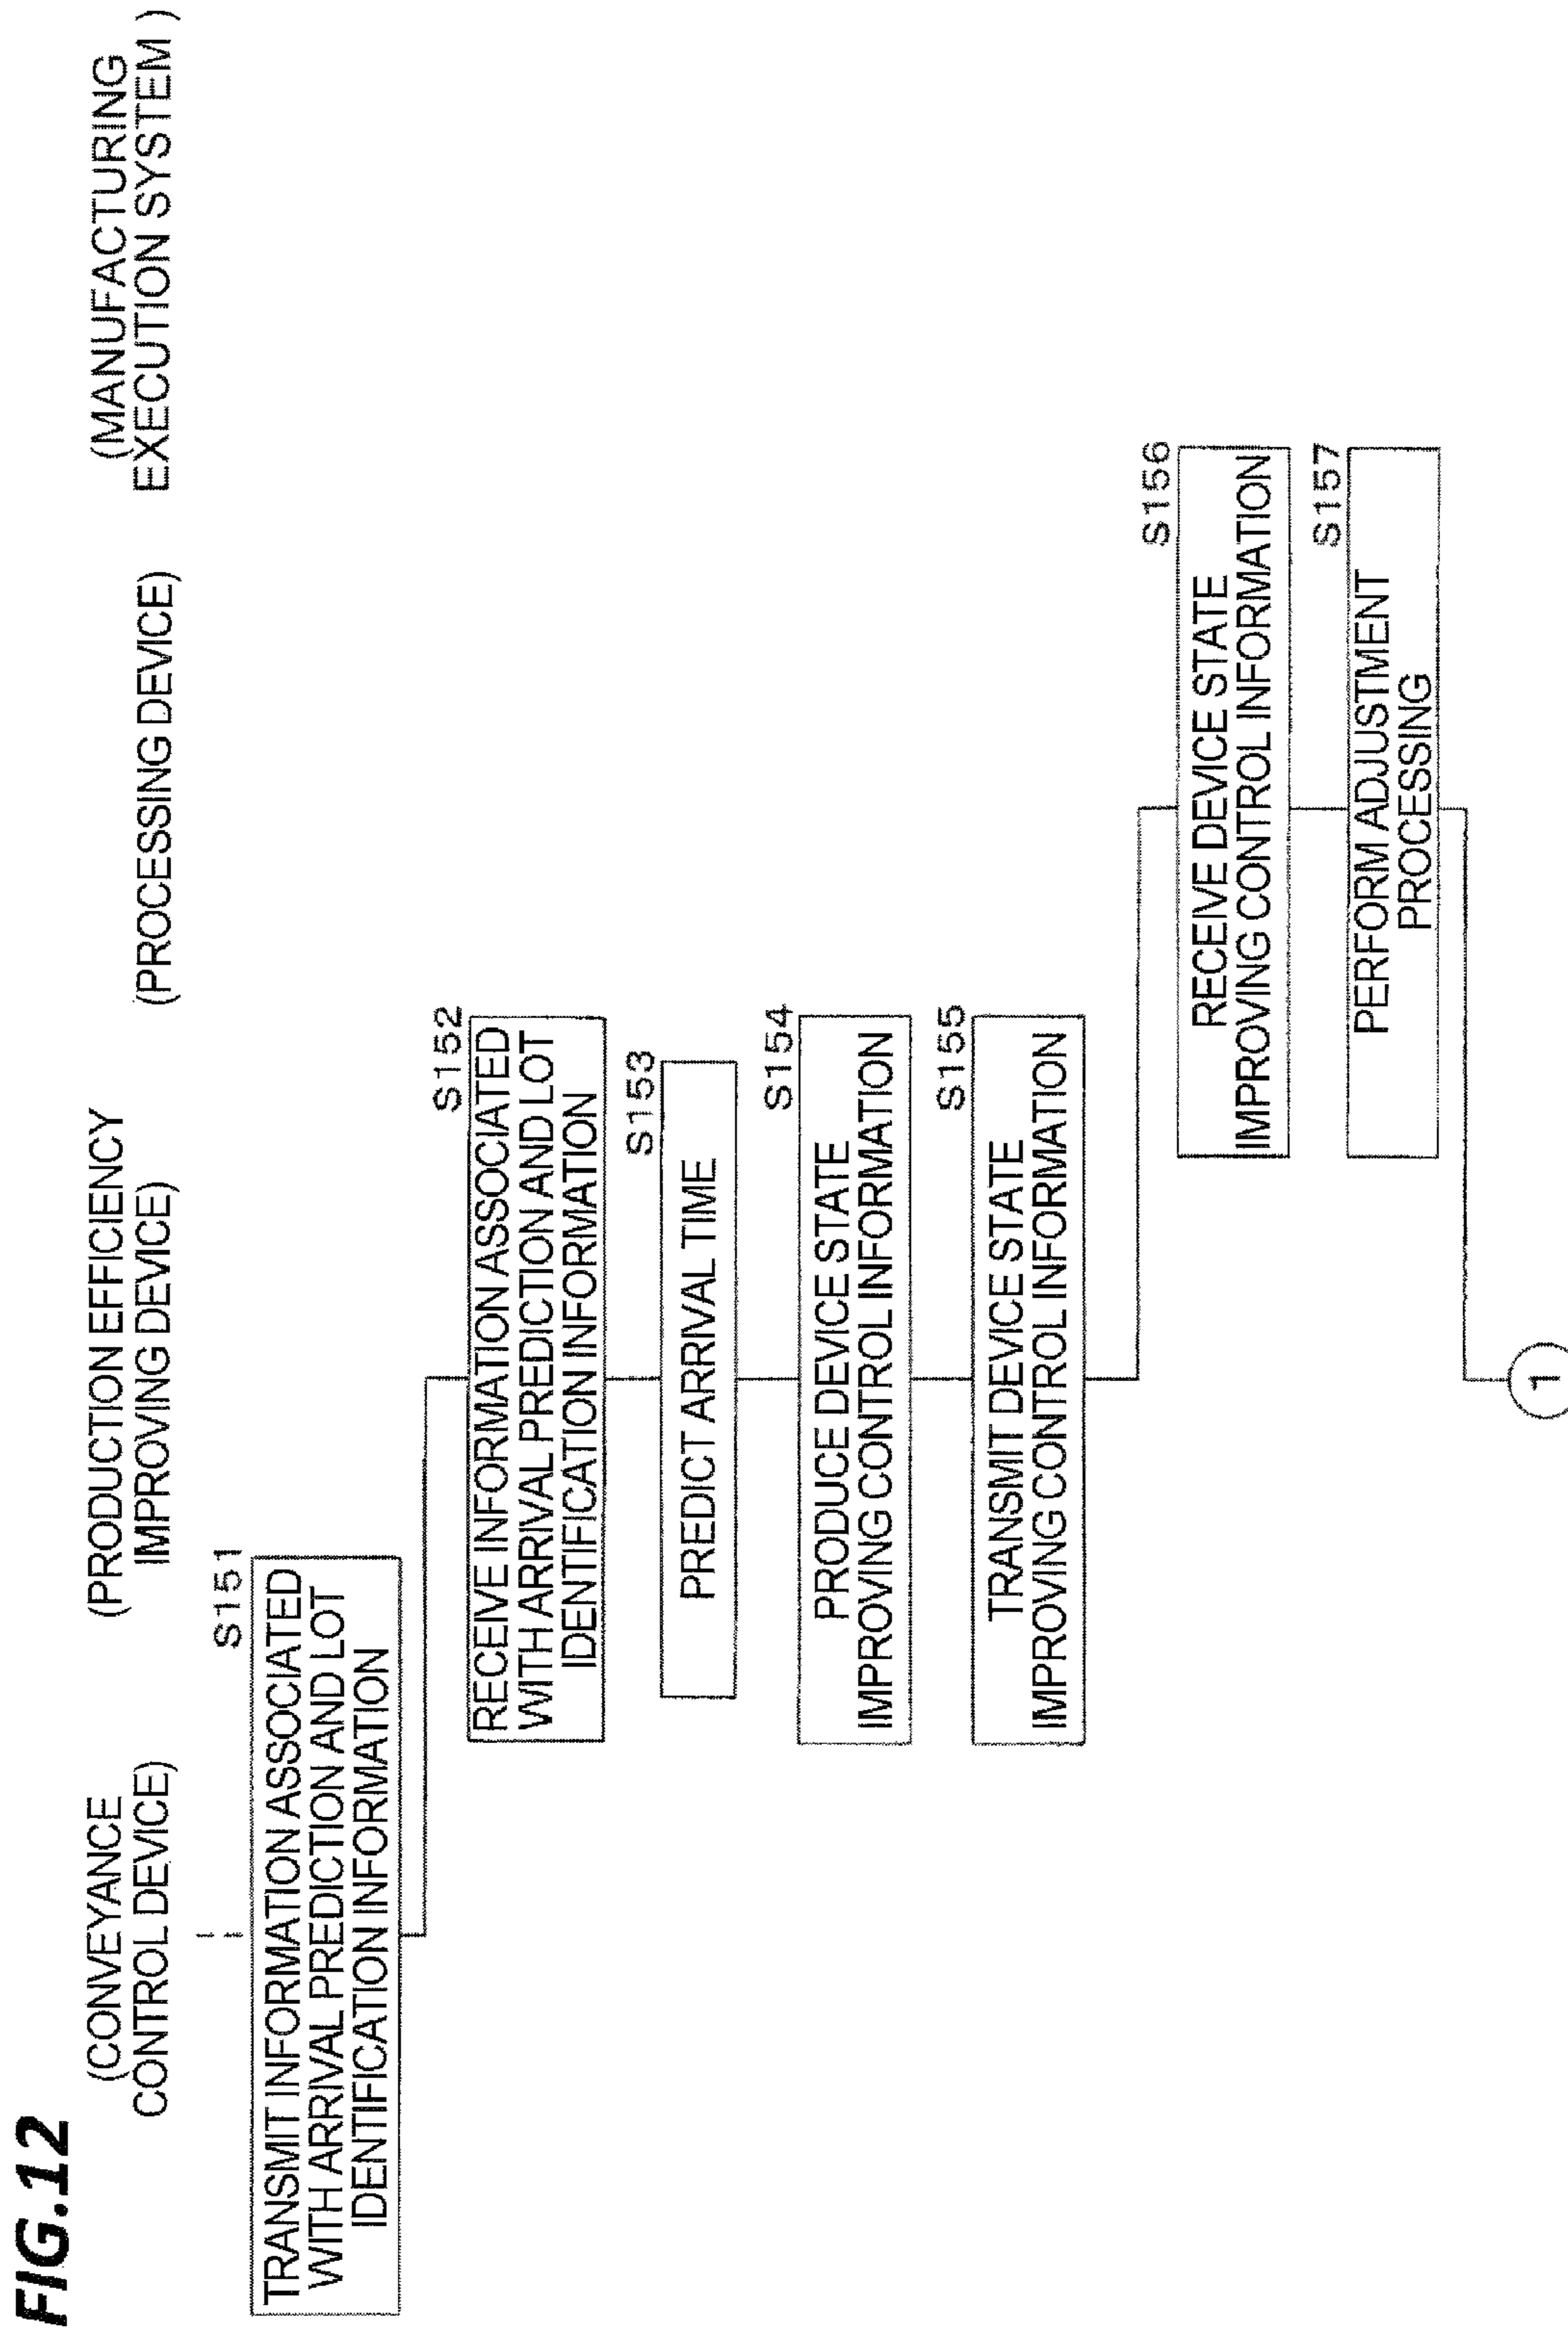 FIG.12
(CONVEYANCE
CONTROL DEVICE)
(PRODUCTION EFFICIENCY
IMPROVING DEVICE)
(PROCESSING DEVICE)
(MANUFACTURING
EXECUTION SYSTEM )
S151
TRANSMIT INFORMATION ASSOCIATED
WITH ARRIVAL PREDICTION AND LOT
IDENTIFICATION INFORMATION
S152
RECEIVE INFORMATION ASSOCIATED
WITH ARRIVAL PREDICTION AND LOT
IDENTIFICATION INFORMATION
S153
PREDICT ARRIVAL TIME
S154
PRODUCE DEVICE STATE
IMPROVING CONTROL INFORMATION
S155
TRANSMIT DEVICE STATE
IMPROVING CONTROL INFORMATION
S156
RECEIVE DEVICE STATE
IMPROVING CONTROL INFORMATION
S157
PERFORM ADJUSTMENT
PROCESSING
1